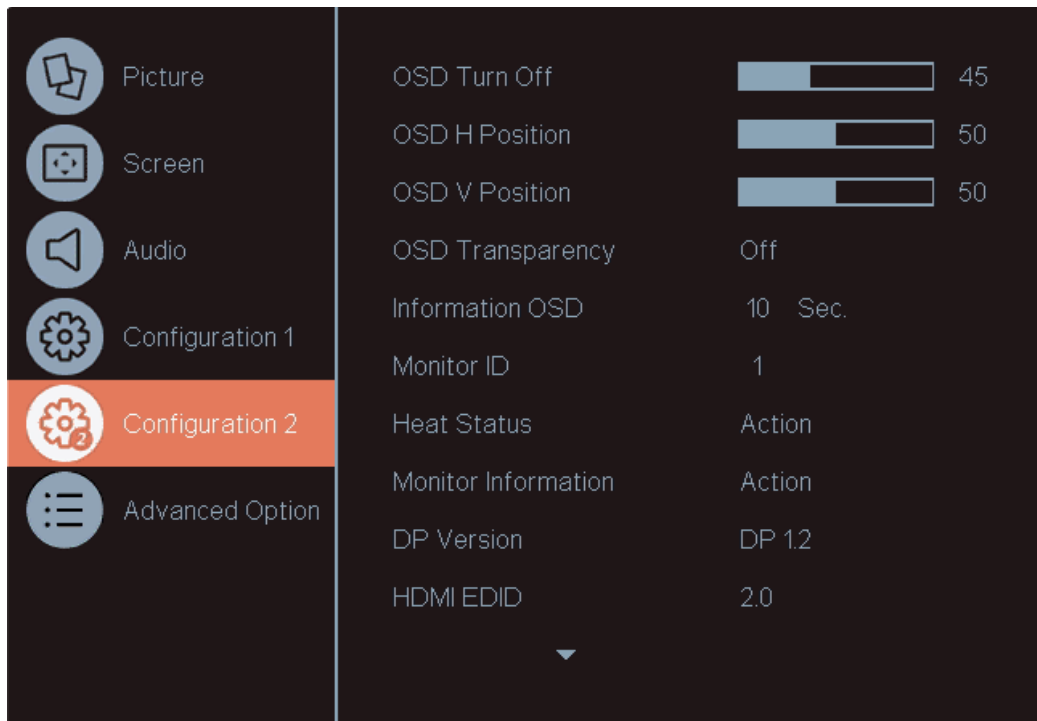 Picture
Screen
Audio
Configuration 1
2
Configuration 2
Advanced Option
OSD Turn Off 45
OSD H Position 50
OSD V Position 50
OSD Transparency Off
Information OSD 10 Sec.
Monitor ID 1
Heat Status Action
Monitor Information Action
DP Version DP 1.2
HDMI EDID 2.0